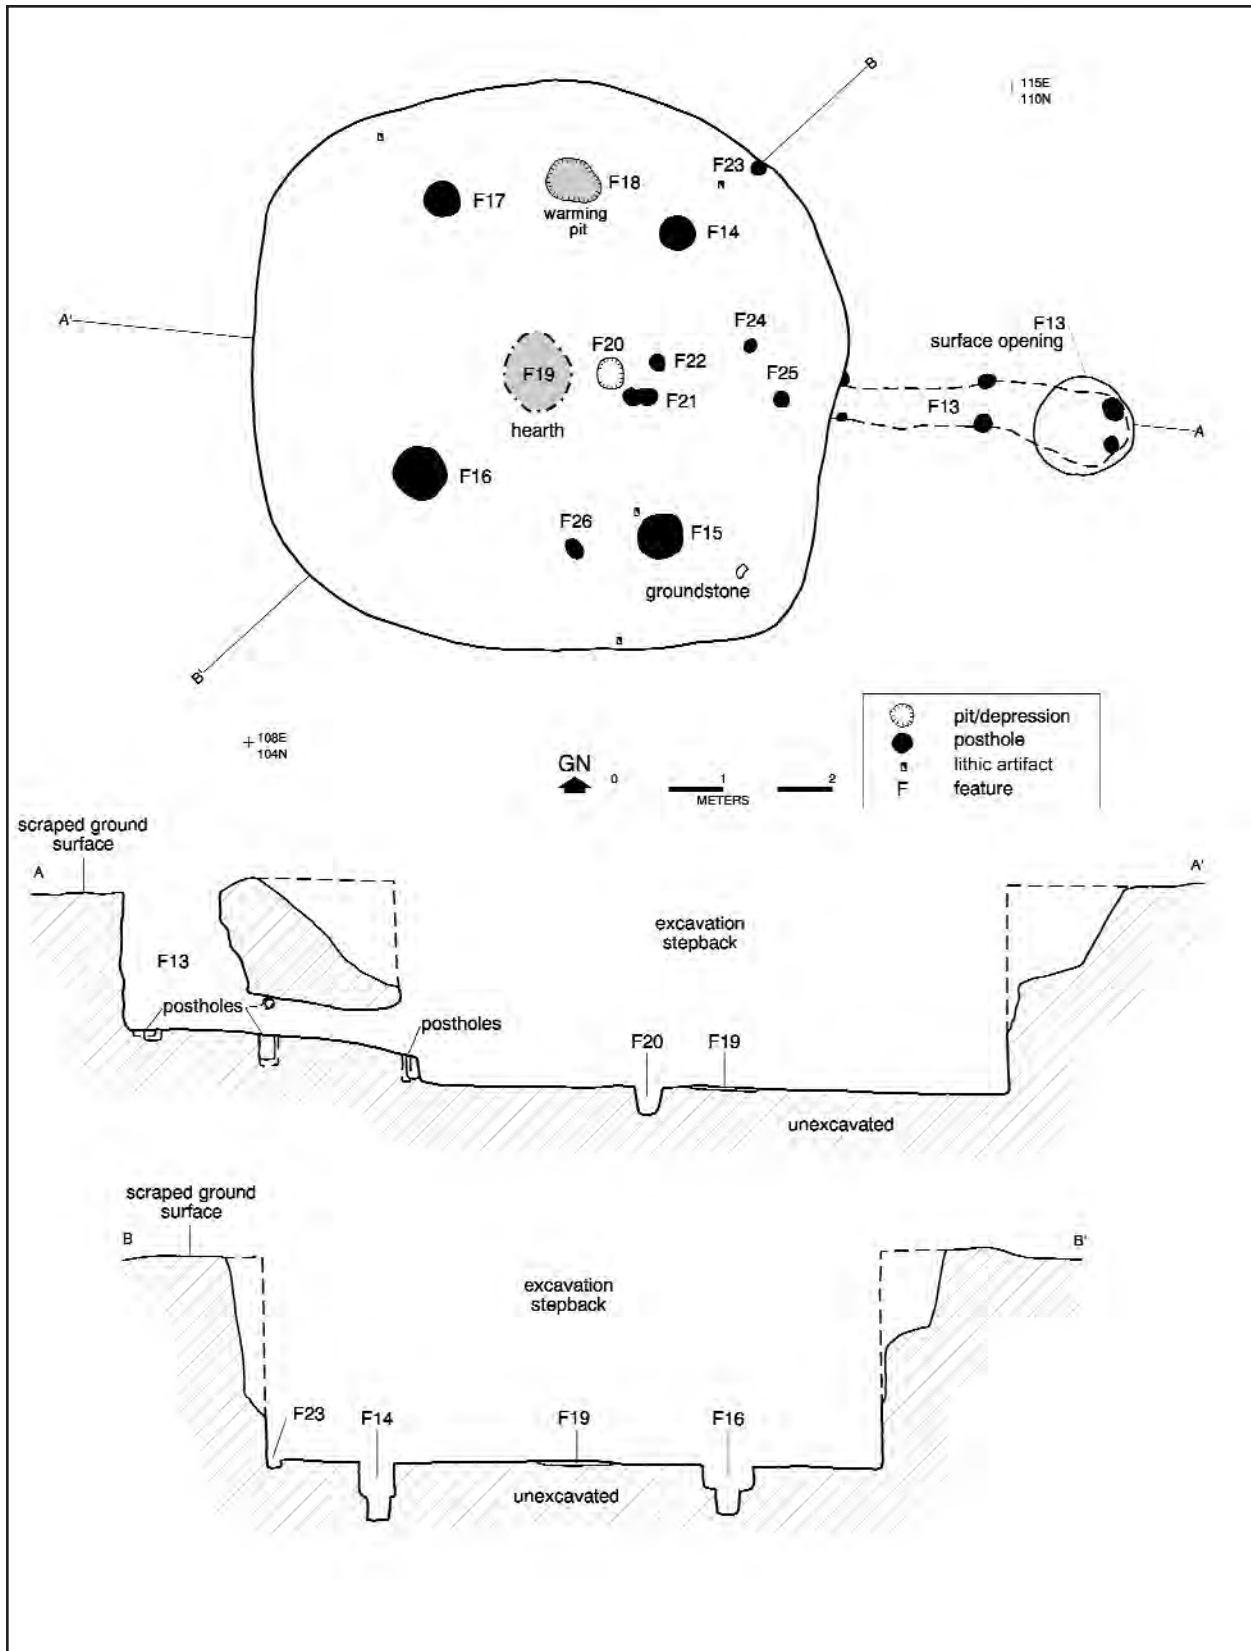 B
115E
110N
F23
F18
F17
warming
pit
F14
A'
F13
surface opening
F24
F20
F22
F19
F25
F21
F13
hearth
A
F16
F26
F15
groundstone
B'
108E
104N
GN
0 1 2
METERS
pit/depression
posthole
lithic artifact
F feature
scraped ground
surface
A
A'
excavation
stepback
F13
postholes
postholes
F20
F19
unexcavated
scraped ground
surface
B
B'
excavation
stepback
F23
F14
F19
F16
unexcavated